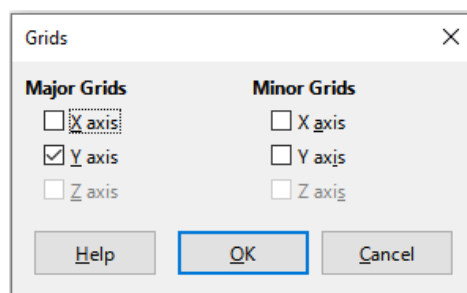 Grids
Major Grids Minor Grids
X axis X axis
Y axis Y axis
Z axis Z axis
Help OK Cancel